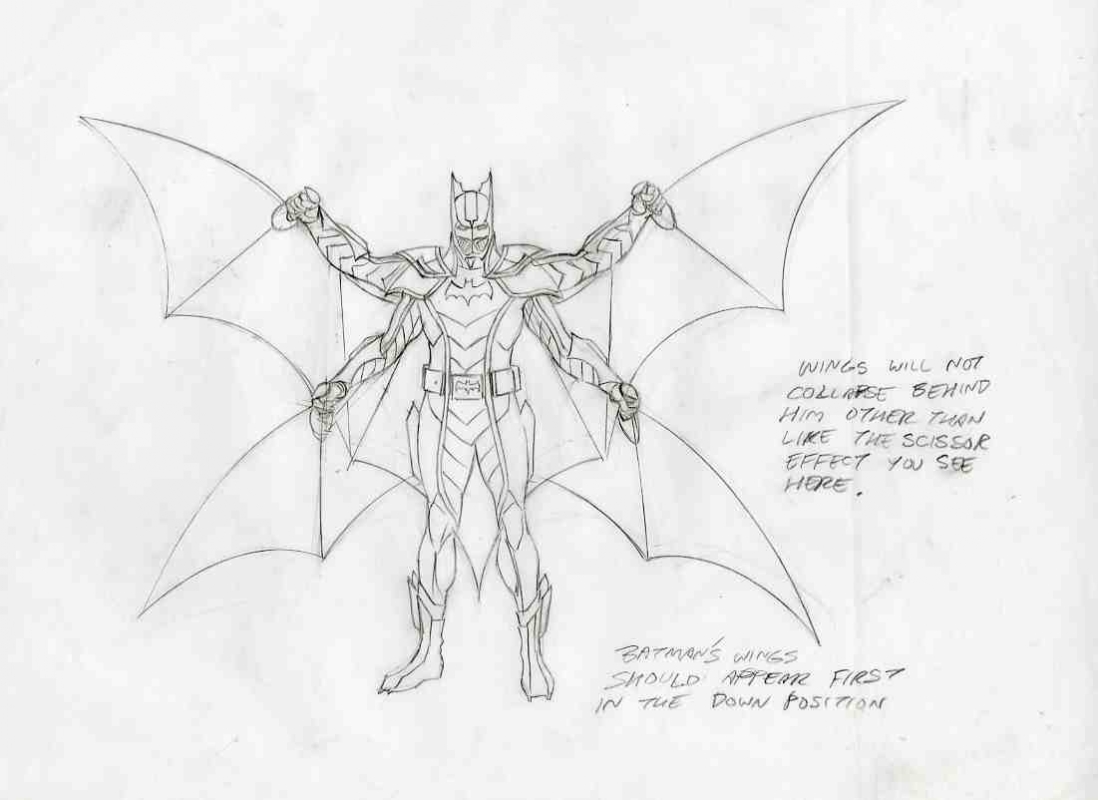 WINGS WILL NOT
COLLAPSE BEHIND
HIM OTHER THAN
LIKE THE SCISSOR
EFFECT YOU SEE
HERE.
BATMAN'S WINGS
SHOULD APPEAR FIRST
IN THE DOWN POSITION